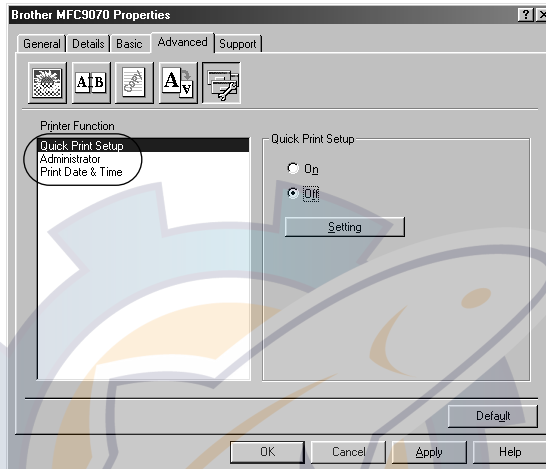 Brother MFC9070 Properties
General Details Basic Advanced Support
A B COPY A A
Printer Function
Quick Print Setup
Administrator
Print Date & Time
Quick Print Setup
On
Off
Setting
Default
OK Cancel Apply Help